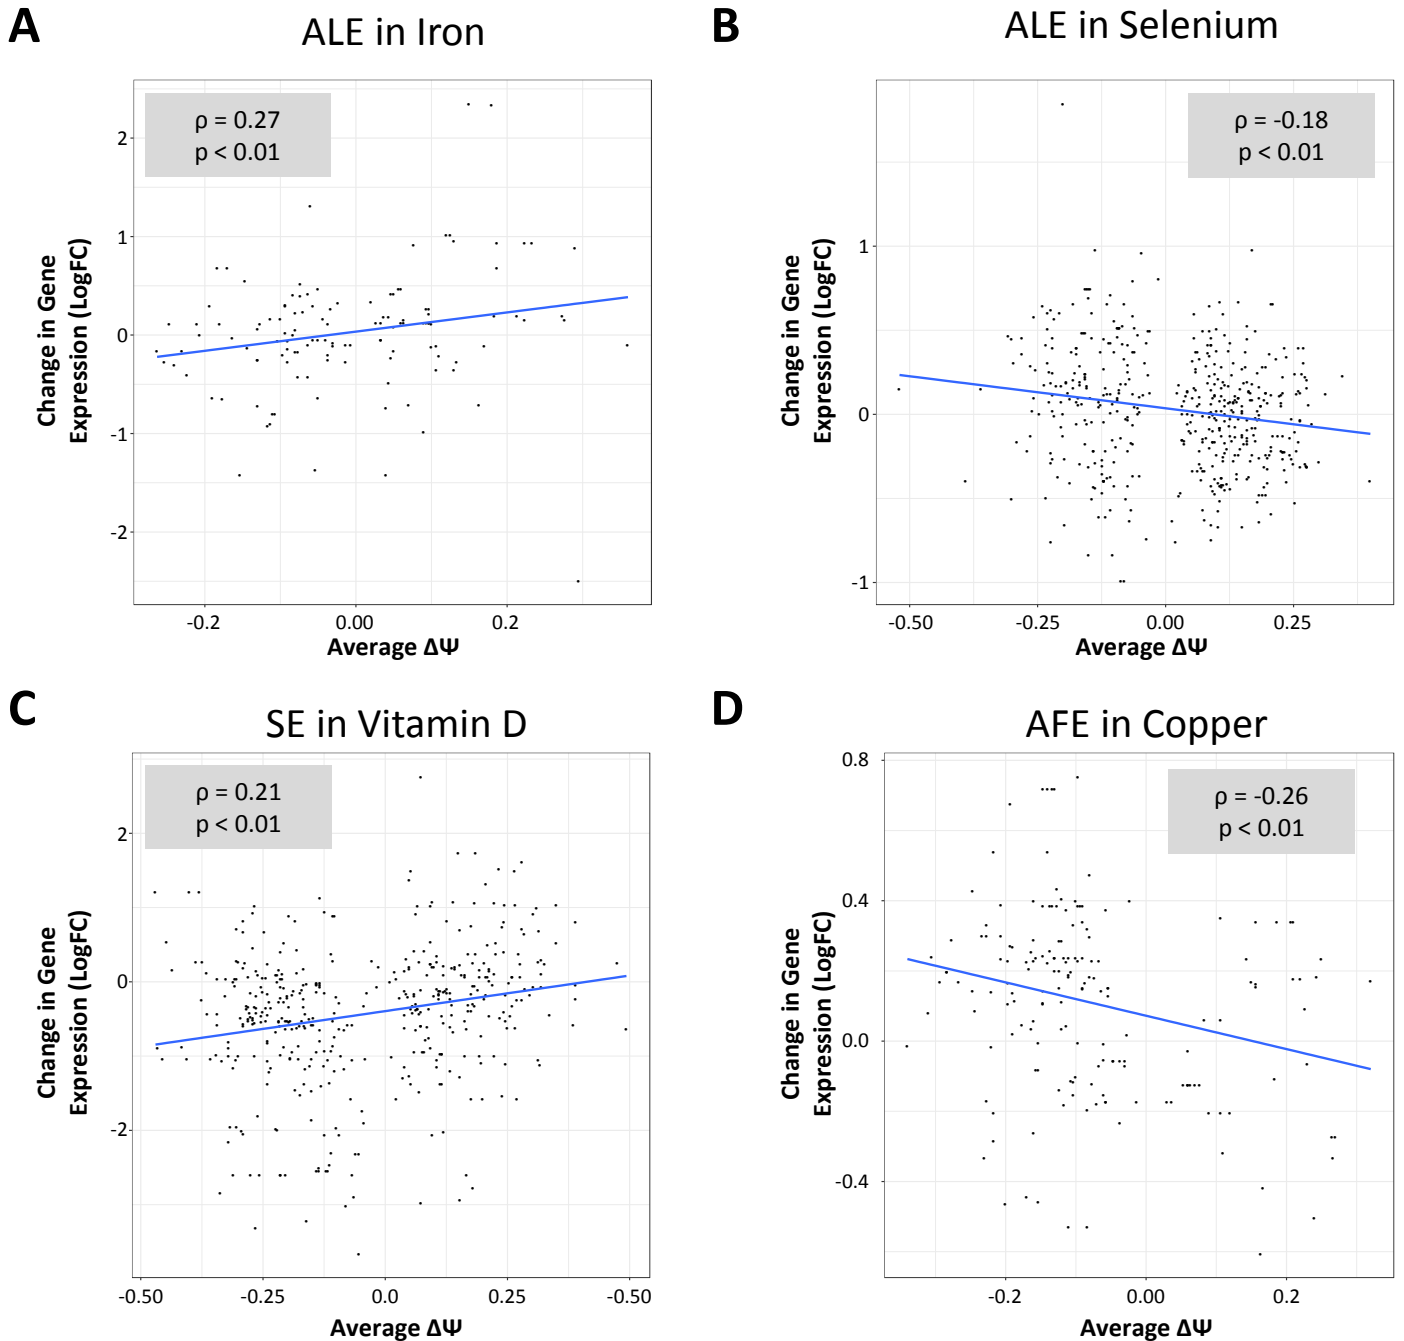 A
ALE in Iron
ρ = 0.27
p < 0.01
Change in Gene
Expression (LogFC)
2
1
0
-1
-2
-0.2
0.00
0.2
Average ΔΨ
B
ALE in Selenium
ρ = -0.18
p < 0.01
Change in Gene
Expression (LogFC)
1
0
-1
-0.50
-0.25
0.00
0.25
Average ΔΨ
C
SE in Vitamin D
ρ = 0.21
p < 0.01
Change in Gene
Expression (LogFC)
2
0
-2
-0.50
-0.25
0.0
0.25
-0.50
Average ΔΨ
D
AFE in Copper
ρ = -0.26
p < 0.01
Change in Gene
Expression (LogFC)
0.8
0.4
0.0
-0.4
-0.2
0.00
0.2
Average ΔΨ